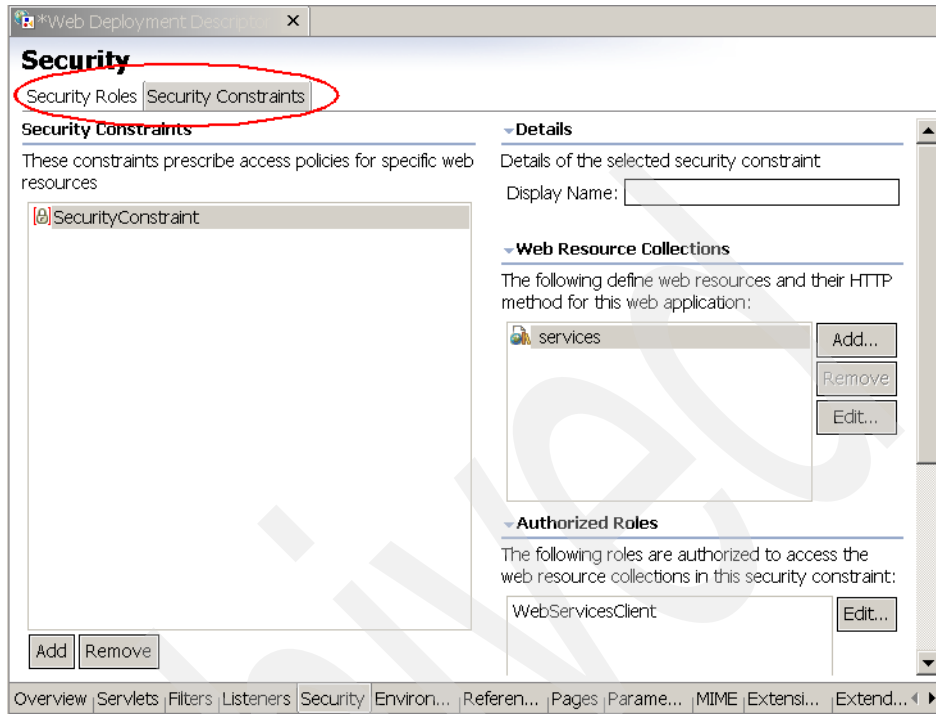 *Web Deployment Descripto
Security
Security Roles Security Constraints
Security Constraints
These constraints prescribe access policies for specific web
resources
SecurityConstraint
Add Remove
Details
Details of the selected security constraint
Display Name:
Web Resource Collections
The following define web resources and their HTTP
method for this web application:
services
Add...
Remove
Edit...
Authorized Roles
The following roles are authorized to access the
web resource collections in this security constraint:
WebServicesClient
Edit...
Overview Servlets Filters Listeners Security Environ... Referen... Pages Parame... MIME Extensi... Extend...